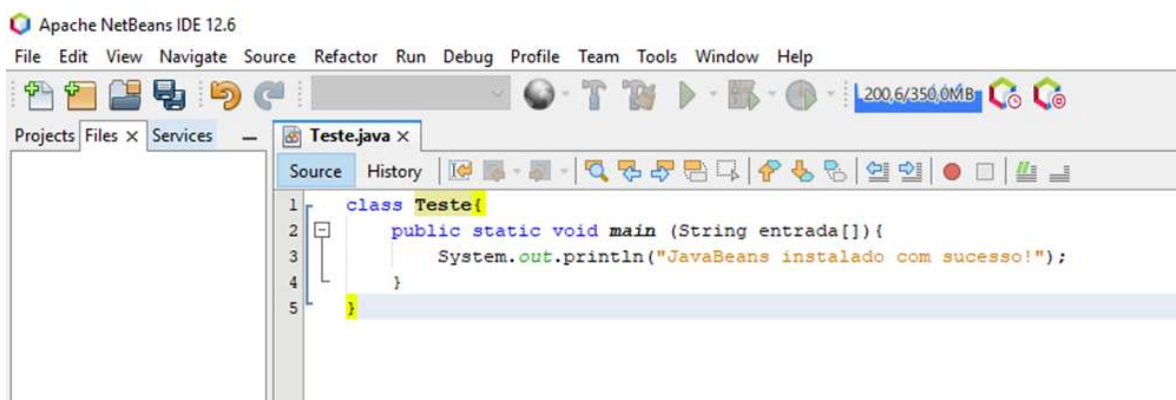 Apache NetBeans IDE 12.6
File Edit View Navigate Source Refactor Run Debug Profile Team Tools Window Help
200,6/350,0MB
Projects Files × Services
Teste.java ×
Source History
1 class Teste{
2 public static void main (String entrada[]){
3 System.out.println("JavaBeans instalado com sucesso!");
4 }
5 }